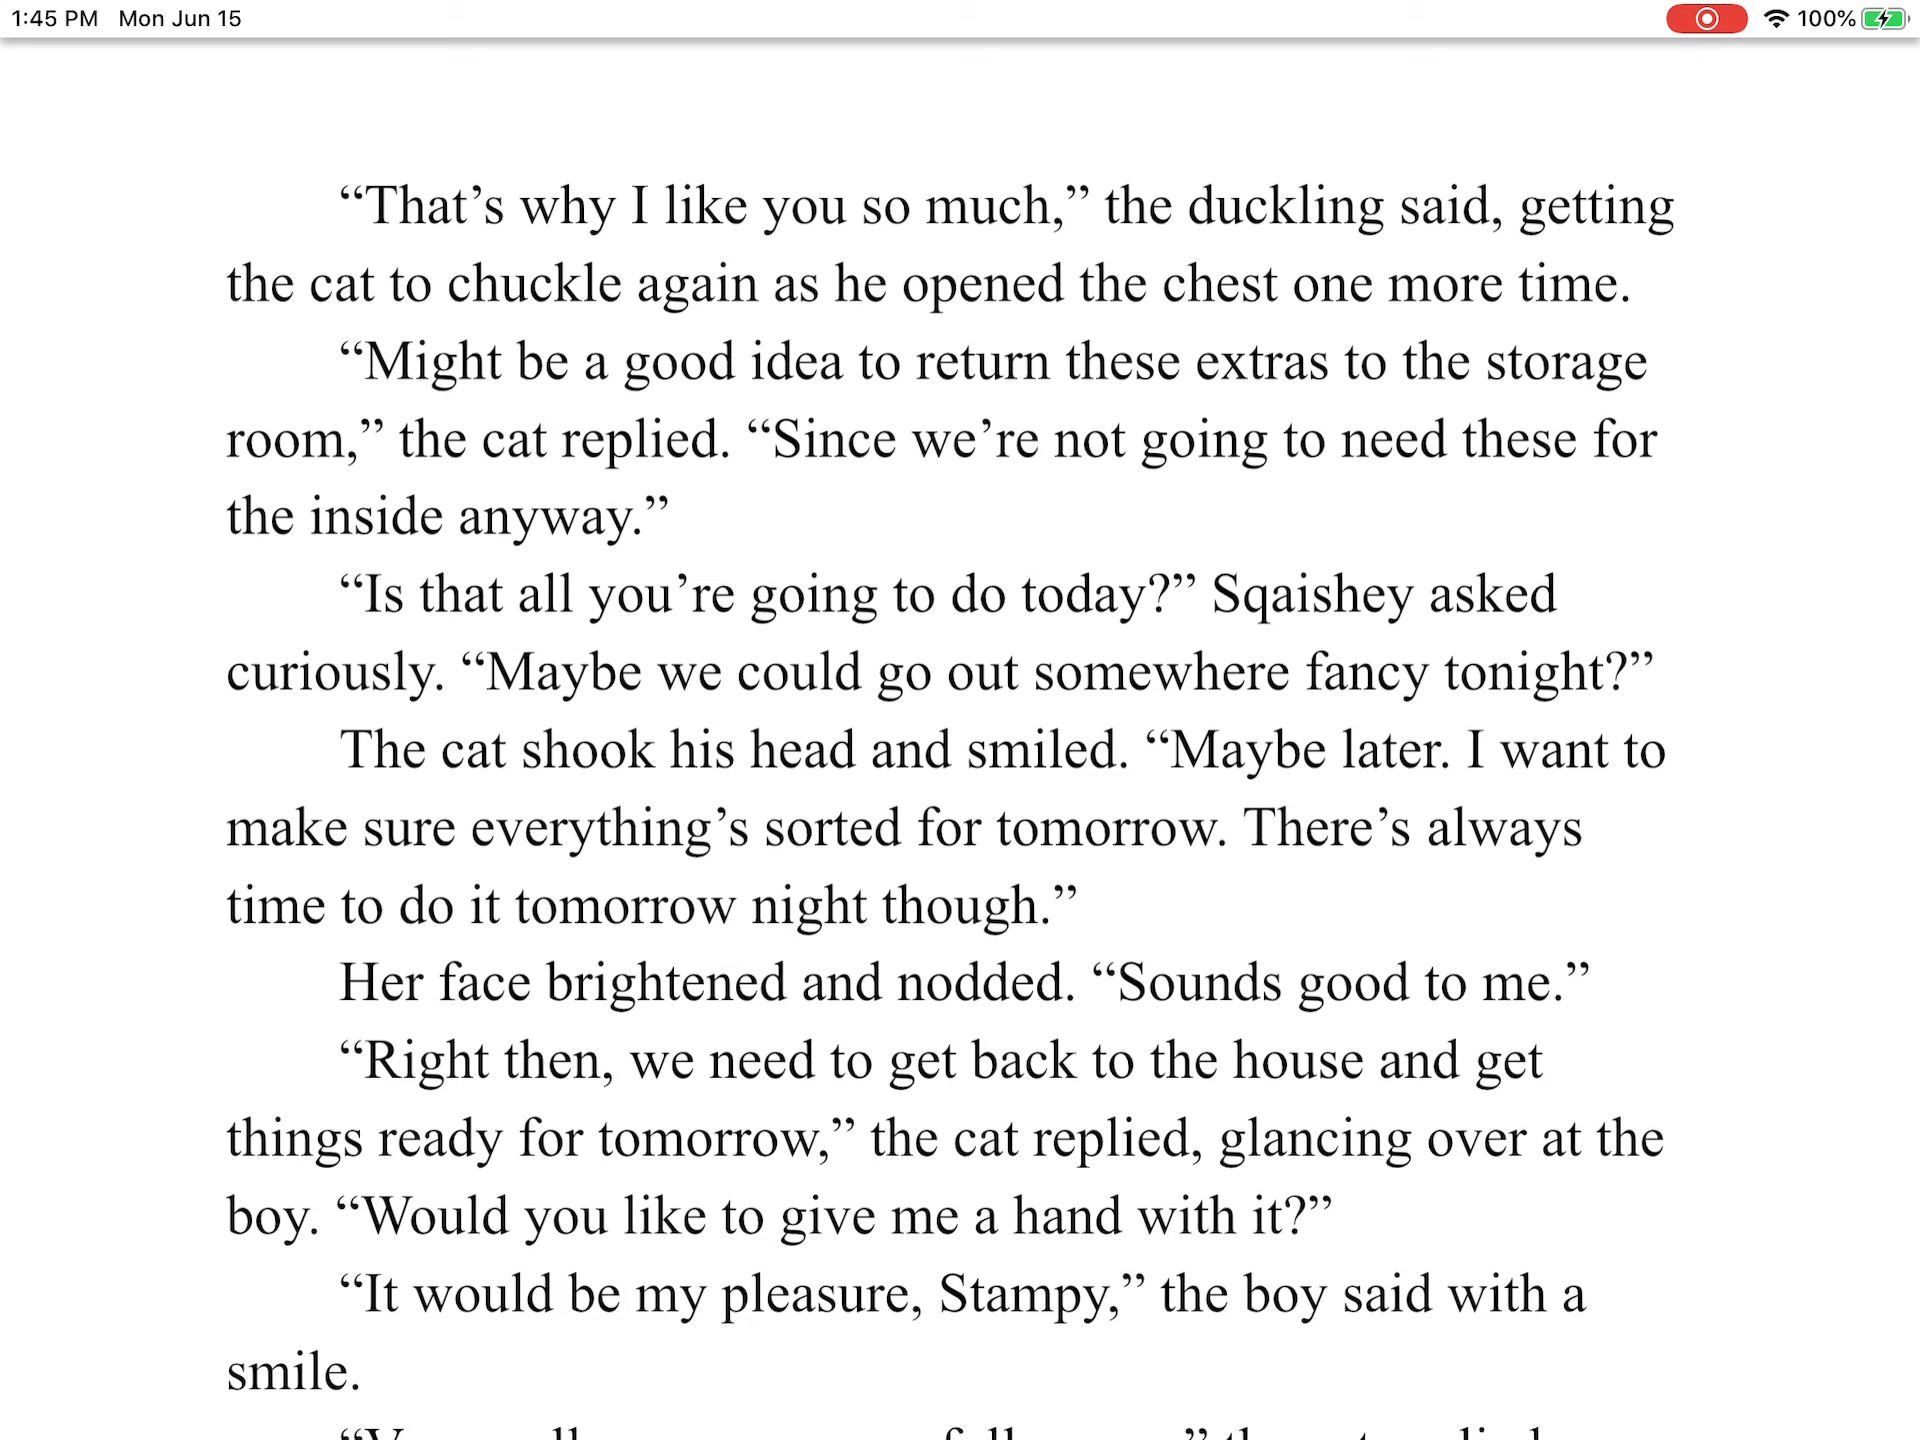 1:45 PM Mon Jun 15 100%
“That’s why I like you so much,” the duckling said, getting
the cat to chuckle again as he opened the chest one more time.
“Might be a good idea to return these extras to the storage
room,” the cat replied. “Since we’re not going to need these for
the inside anyway.”
“Is that all you’re going to do today?” Sqaishey asked
curiously. “Maybe we could go out somewhere fancy tonight?”
The cat shook his head and smiled. “Maybe later. I want to
make sure everything’s sorted for tomorrow. There’s always
time to do it tomorrow night though.”
Her face brightened and nodded. “Sounds good to me.”
“Right then, we need to get back to the house and get
things ready for tomorrow,” the cat replied, glancing over at the
boy. “Would you like to give me a hand with it?”
“It would be my pleasure, Stampy,” the boy said with a
smile.